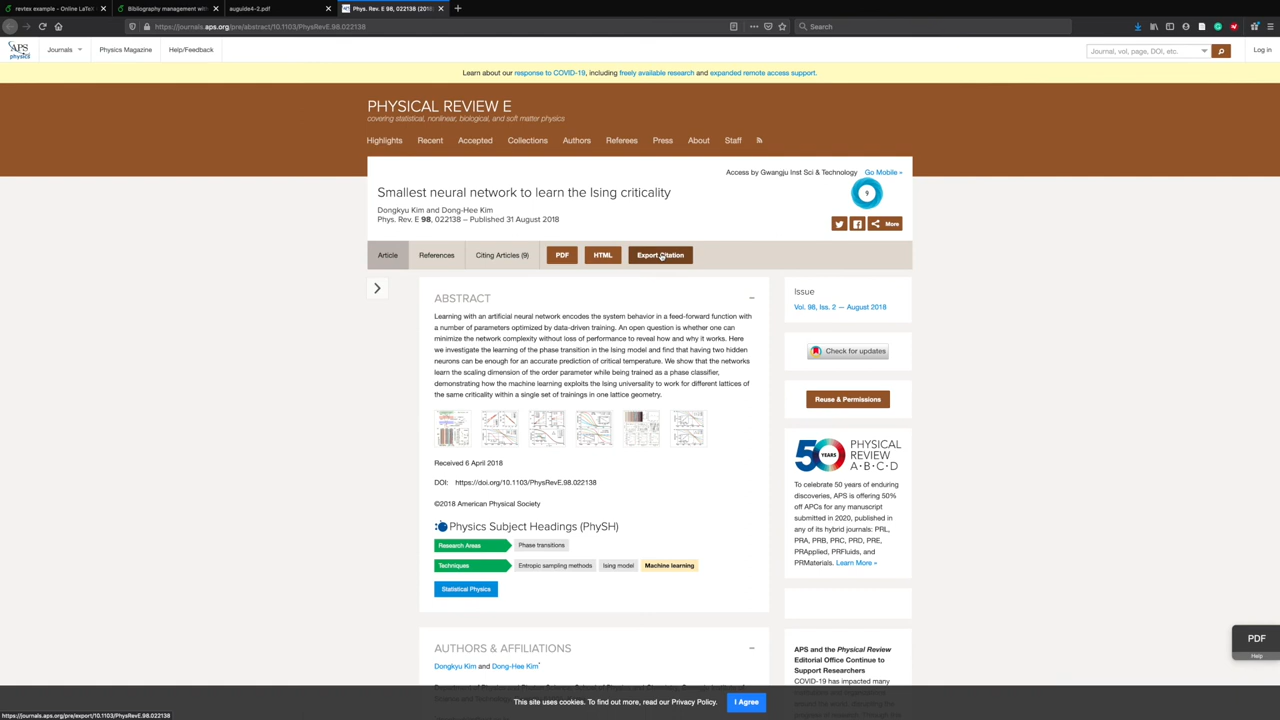 revtex example - Online LaTeX
Bibliography management with
auguide4-2.pdf
Phys. Rev. E 98, 022138 (2018)
https://journals.aps.org/pre/abstract/10.1103/PhysRevE.98.022138
Search
APS
physics
Journals
Physics Magazine
Help/Feedback
Journal, vol, page, DOI, etc.
Log in
Learn about our response to COVID-19, including freely available research and expanded remote access support.
PHYSICAL REVIEW E
covering statistical, nonlinear, biological, and soft matter physics
Highlights
Recent
Accepted
Collections
Authors
Referees
Press
About
Staff
Access by Gwangju Inst Sci & Technology Go Mobile »
Smallest neural network to learn the Ising criticality
9
Dongkyu Kim and Dong-Hee Kim
Phys. Rev. E 98, 022138 – Published 31 August 2018
More
Article
References
Citing Articles (9)
PDF
HTML
Export Citation
ABSTRACT
Learning with an artificial neural network encodes the system behavior in a feed-forward function with
a number of parameters optimized by data-driven training. An open question is whether one can
minimize the network complexity without loss of performance to reveal how and why it works. Here
we investigate the learning of the phase transition in the Ising model and find that having two hidden
neurons can be enough for an accurate prediction of critical temperature. We show that the networks
learn the scaling dimension of the order parameter while being trained as a phase classifier,
demonstrating how the machine learning exploits the Ising universality to work for different lattices of
the same criticality within a single set of trainings in one lattice geometry.
Received 6 April 2018
DOI: https://doi.org/10.1103/PhysRevE.98.022138
©2018 American Physical Society
Physics Subject Headings (PhySH)
Research Areas
Phase transitions
Techniques
Entropic sampling methods
Ising model
Machine learning
Statistical Physics
AUTHORS & AFFILIATIONS
Dongkyu Kim and Dong-Hee Kim*
Issue
Vol. 98, Iss. 2 — August 2018
Check for updates
Reuse & Permissions
50 YEARS
PHYSICAL
REVIEW
A·B·C·D
To celebrate 50 years of enduring
discoveries, APS is offering 50%
off APCs for any manuscript
submitted in 2020, published in
any of its hybrid journals: PRL,
PRA, PRB, PRC, PRD, PRE,
PRApplied, PRFluids, and
PRMaterials. Learn More »
APS and the Physical Review
Editorial Office Continue to
Support Researchers
COVID-19 has impacted many
PDF
Help
This site uses cookies. To find out more, read our Privacy Policy.
I Agree
https://journals.aps.org/pre/export/10.1103/PhysRevE.98.022138